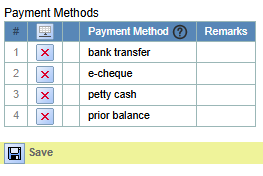 Payment Methods
# Payment Method ? Remarks
1 bank transfer
2 e-cheque
3 petty cash
4 prior balance
Save